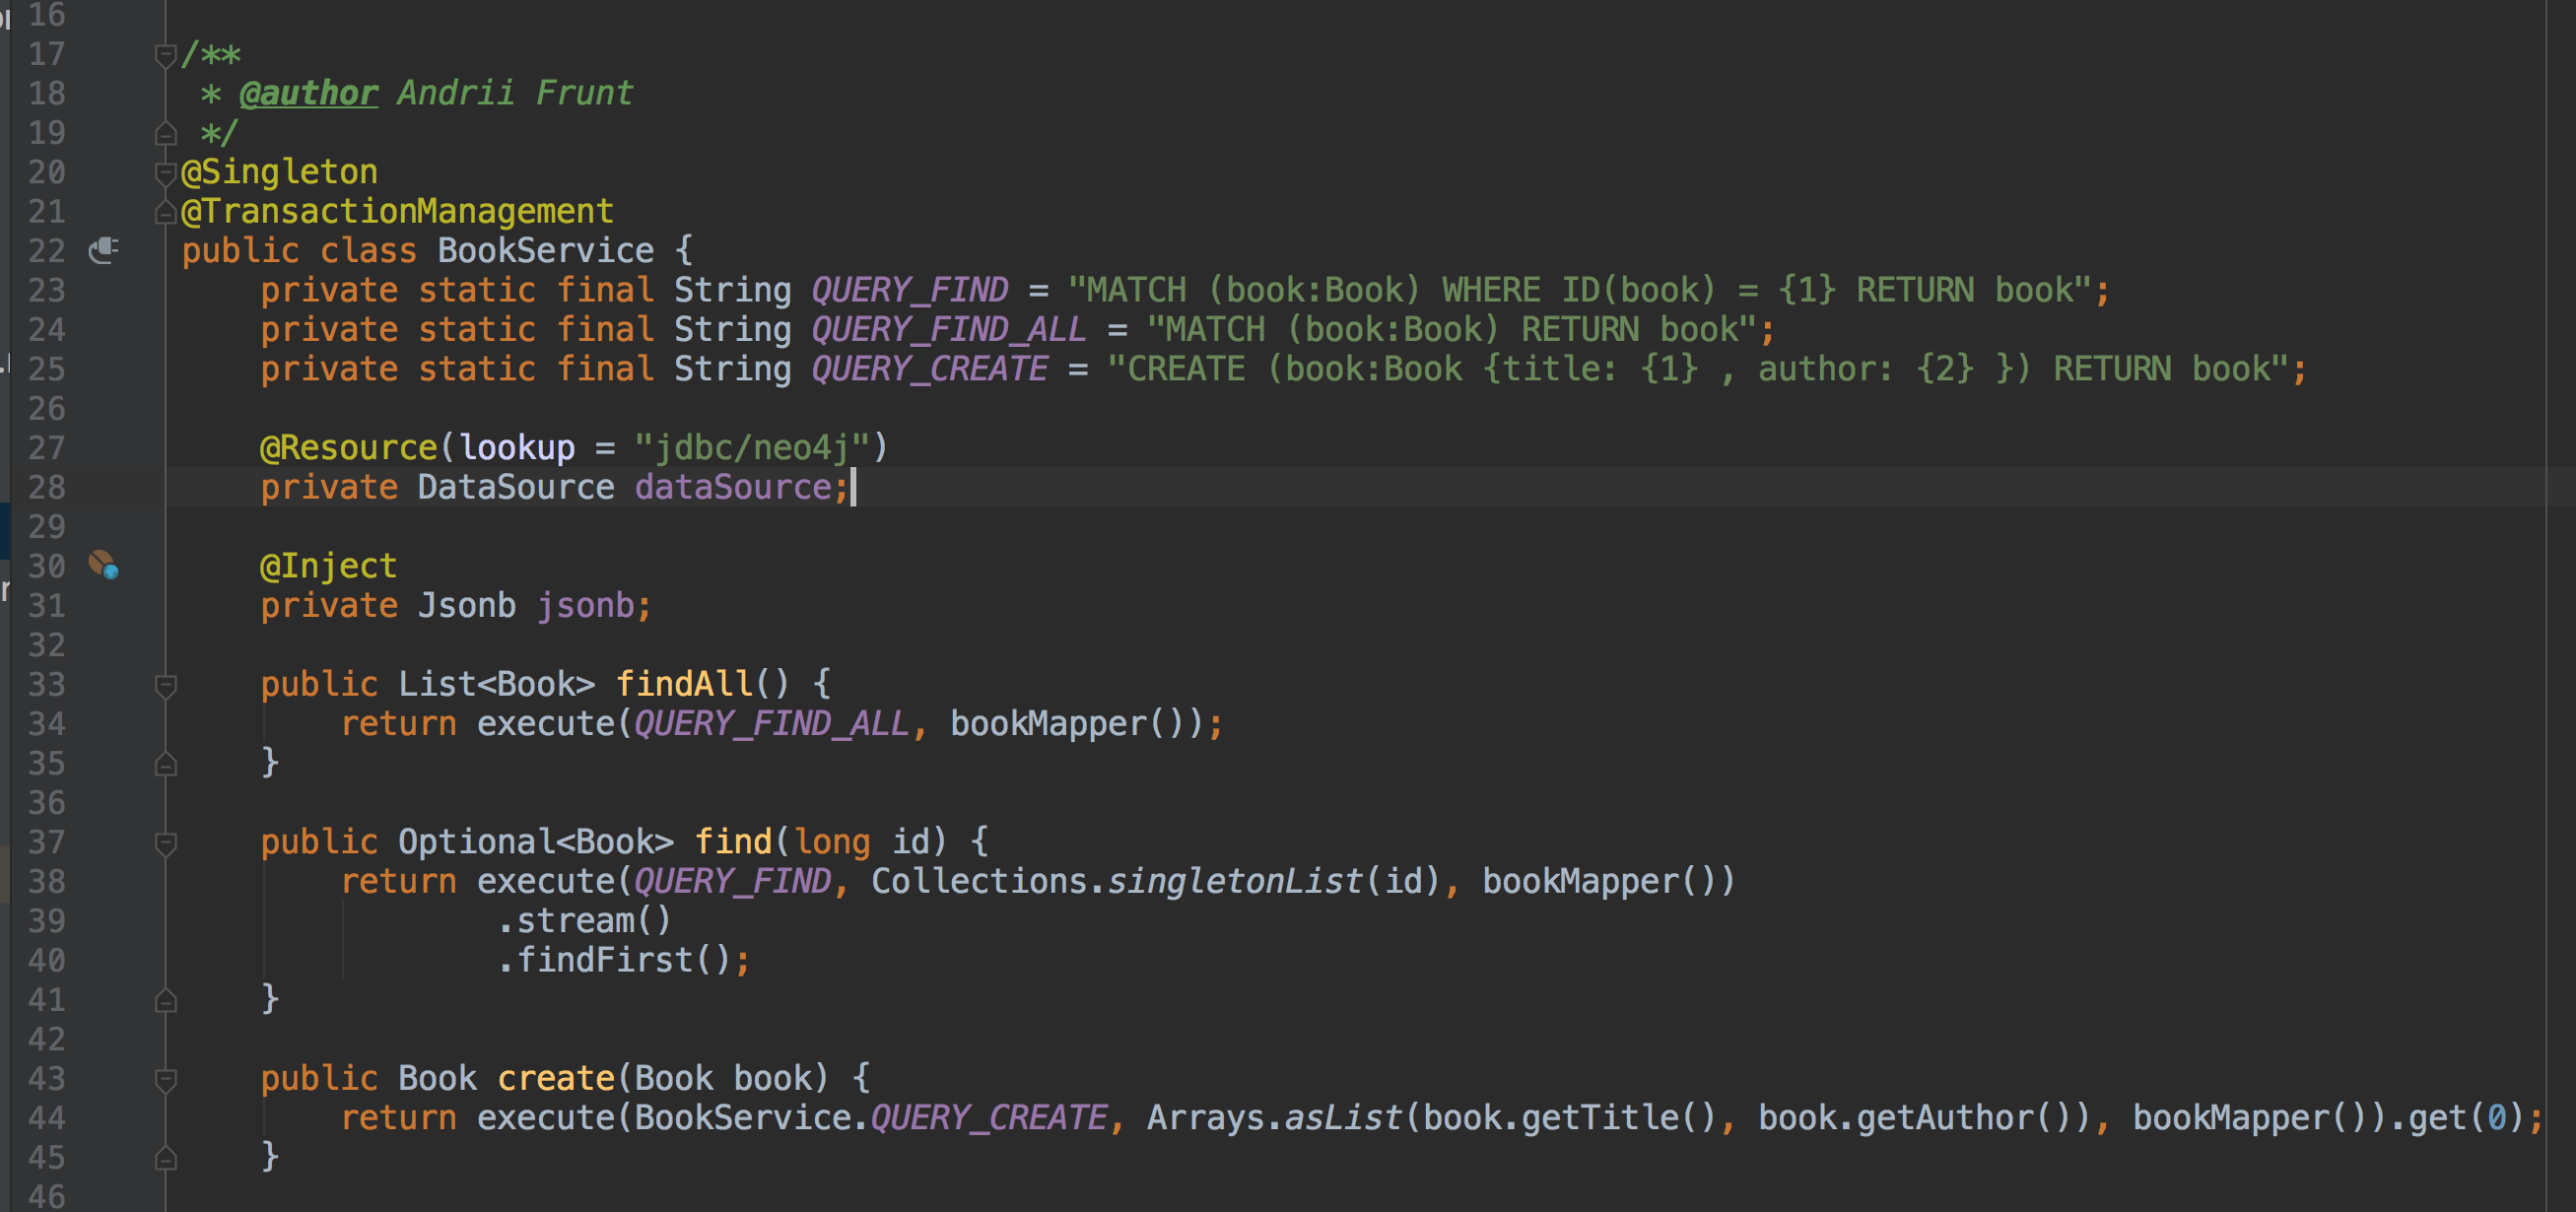 16
17 /**
18  * @author Andrii Frunt
19  */
20 @Singleton
21 @TransactionManagement
22 public class BookService {
23     private static final String QUERY_FIND = "MATCH (book:Book) WHERE ID(book) = {1} RETURN book";
24     private static final String QUERY_FIND_ALL = "MATCH (book:Book) RETURN book";
25     private static final String QUERY_CREATE = "CREATE (book:Book {title: {1} , author: {2} }) RETURN book";
26
27     @Resource(lookup = "jdbc/neo4j")
28     private DataSource dataSource;
29
30     @Inject
31     private Jsonb jsonb;
32
33     public List<Book> findAll() {
34         return execute(QUERY_FIND_ALL, bookMapper());
35     }
36
37     public Optional<Book> find(long id) {
38         return execute(QUERY_FIND, Collections.singletonList(id), bookMapper())
39                 .stream()
40                 .findFirst();
41     }
42
43     public Book create(Book book) {
44         return execute(BookService.QUERY_CREATE, Arrays.asList(book.getTitle(), book.getAuthor()), bookMapper()).get(0);
45     }
46